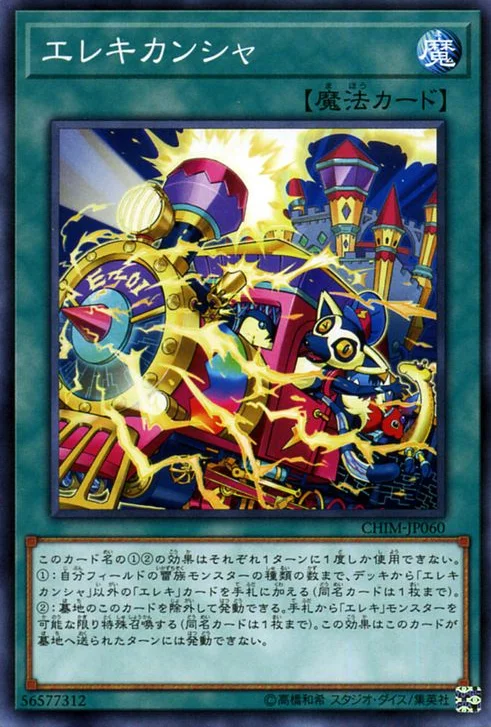 エレキカンシャ
魔
【魔法カード】
CHIM-JP060
このカード名の①②の効果はそれぞれ1ターンに1度しか使用できない。
①：自分フィールドの雷族モンスターの種類の数まで、デッキから「エレキ
カンシャ」以外の「エレキ」カードを手札に加える（同名カードは1枚まで）。
②：墓地のこのカードを除外して発動できる。手札から「エレキ」モンスターを
可能な限り特殊召喚する（同名カードは1枚まで）。この効果はこのカードが
墓地へ送られたターンには発動できない。
56577312
©高橋和希 スタジオ・ダイス/集英社